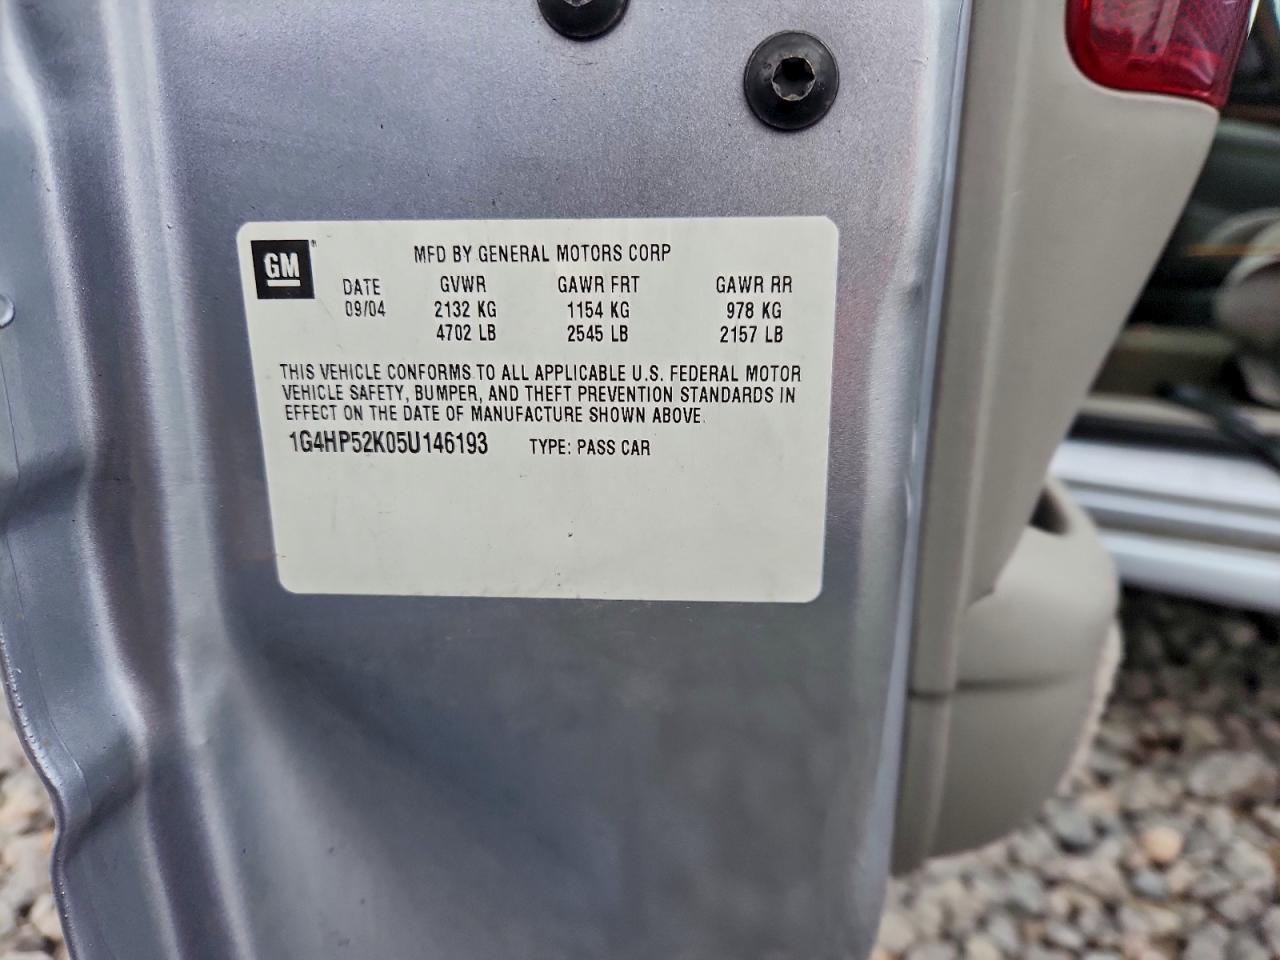 GM
MFD BY GENERAL MOTORS CORP
DATE GVWR GAWR FRT GAWR RR
09/04 2132 KG 1154 KG 978 KG
4702 LB 2545 LB 2157 LB
THIS VEHICLE CONFORMS TO ALL APPLICABLE U.S. FEDERAL MOTOR
VEHICLE SAFETY, BUMPER, AND THEFT PREVENTION STANDARDS IN
EFFECT ON THE DATE OF MANUFACTURE SHOWN ABOVE.
1G4HP52K05U146193 TYPE: PASS CAR